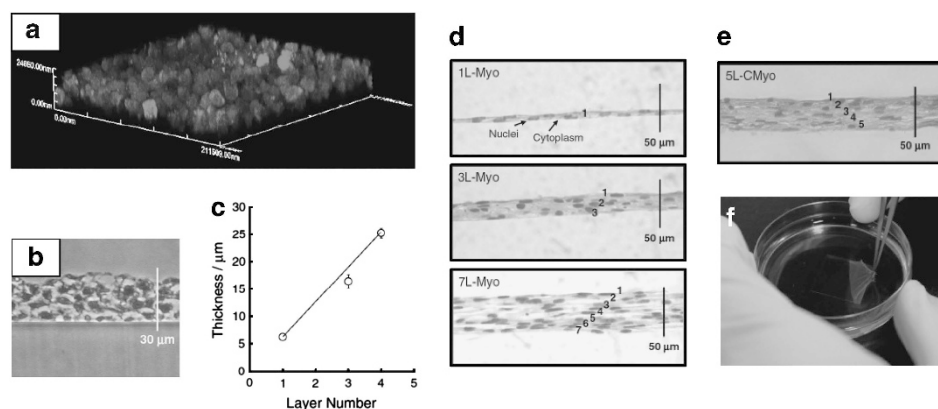 a
24850.00nm
0.00nm
0.00nm
211599.00nm
b
30 µm
c
Thickness / µm
30
25
20
15
10
5
0
0 1 2 3 4 5
Layer Number
d
1L-Myo
1
Nuclei
Cytoplasm
50 µm
3L-Myo
1
2
3
50 µm
7L-Myo
1
2
3
4
5
6
7
50 µm
e
5L-CMyo
1
2
3
4
5
50 µm
f